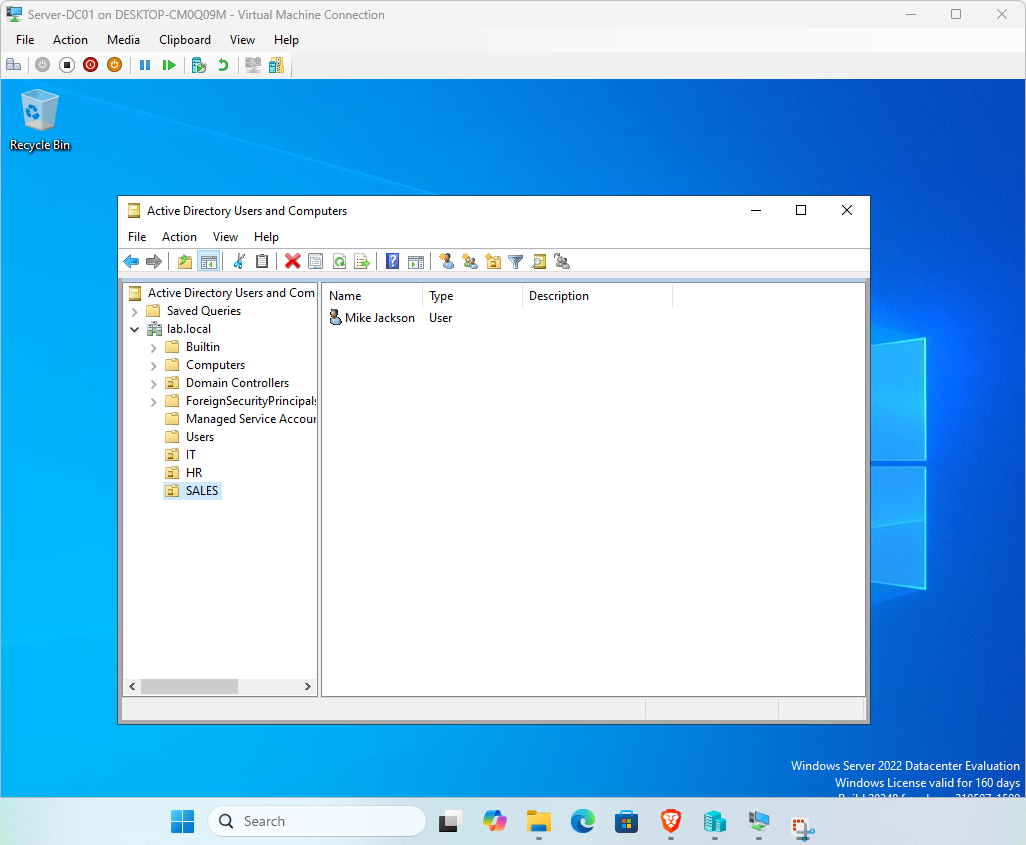 Server-DC01 on DESKTOP-CM0Q09M - Virtual Machine Connection
File Action Media Clipboard View Help
Recycle Bin
Active Directory Users and Computers
File Action View Help
Active Directory Users and Com
Saved Queries
lab.local
Builtin
Computers
Domain Controllers
ForeignSecurityPrincipals
Managed Service Accour
Users
IT
HR
SALES
Name Type Description
Mike Jackson User
Windows Server 2022 Datacenter Evaluation
Windows License valid for 160 days
Search